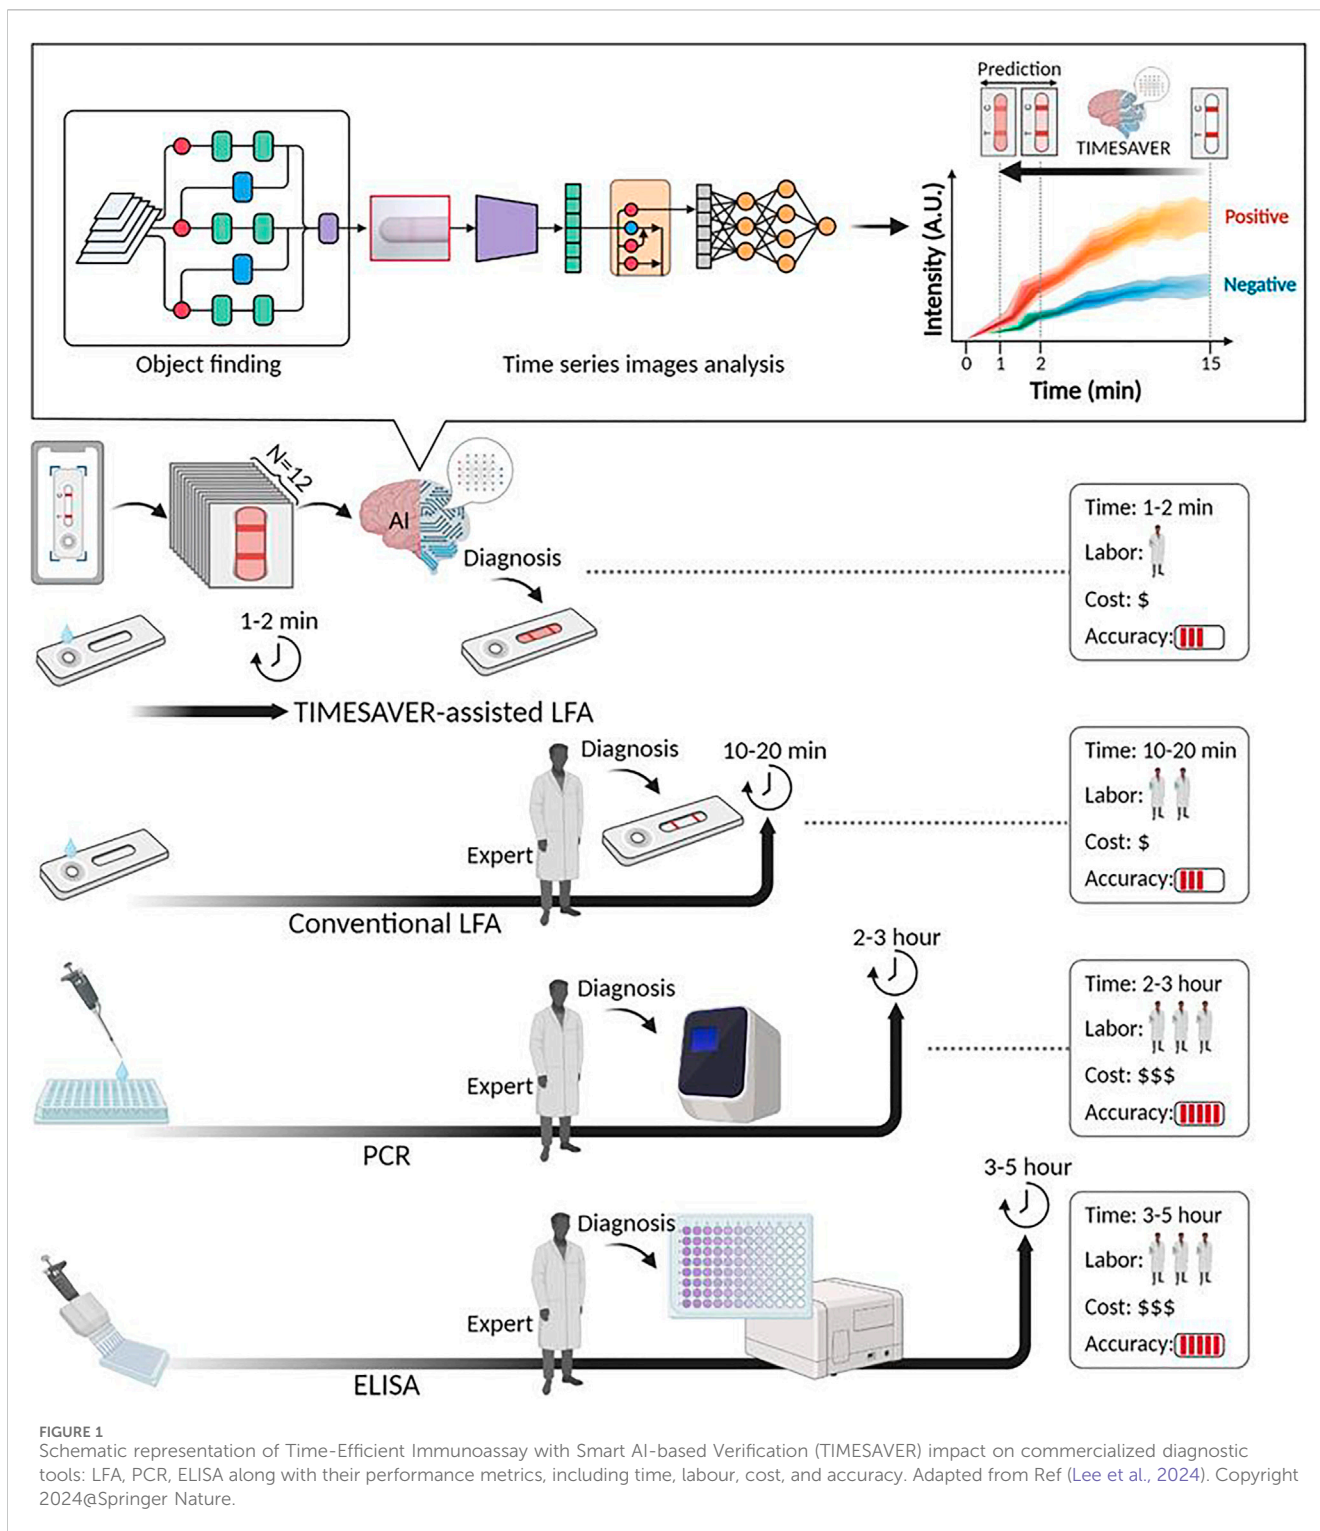 Prediction
C
T
C
T
C
T
TIMESAVER
Intensity (A.U.)
Positive
Negative
0 1 2 15
Time (min)
Object finding
Time series images analysis
N=12
AI
Diagnosis
1-2 min
TIMESAVER-assisted LFA
Time: 1-2 min
Labor:
Cost: $
Accuracy:
Diagnosis
10-20 min
Expert
Conventional LFA
Time: 10-20 min
Labor:
Cost: $
Accuracy:
2-3 hour
Diagnosis
Expert
PCR
Time: 2-3 hour
Labor:
Cost: $$$
Accuracy:
3-5 hour
Diagnosis
Expert
ELISA
Time: 3-5 hour
Labor:
Cost: $$$
Accuracy:
FIGURE 1
Schematic representation of Time-Efficient Immunoassay with Smart AI-based Verification (TIMESAVER) impact on commercialized diagnostic
tools: LFA, PCR, ELISA along with their performance metrics, including time, labour, cost, and accuracy. Adapted from Ref (Lee et al., 2024). Copyright
2024@Springer Nature.